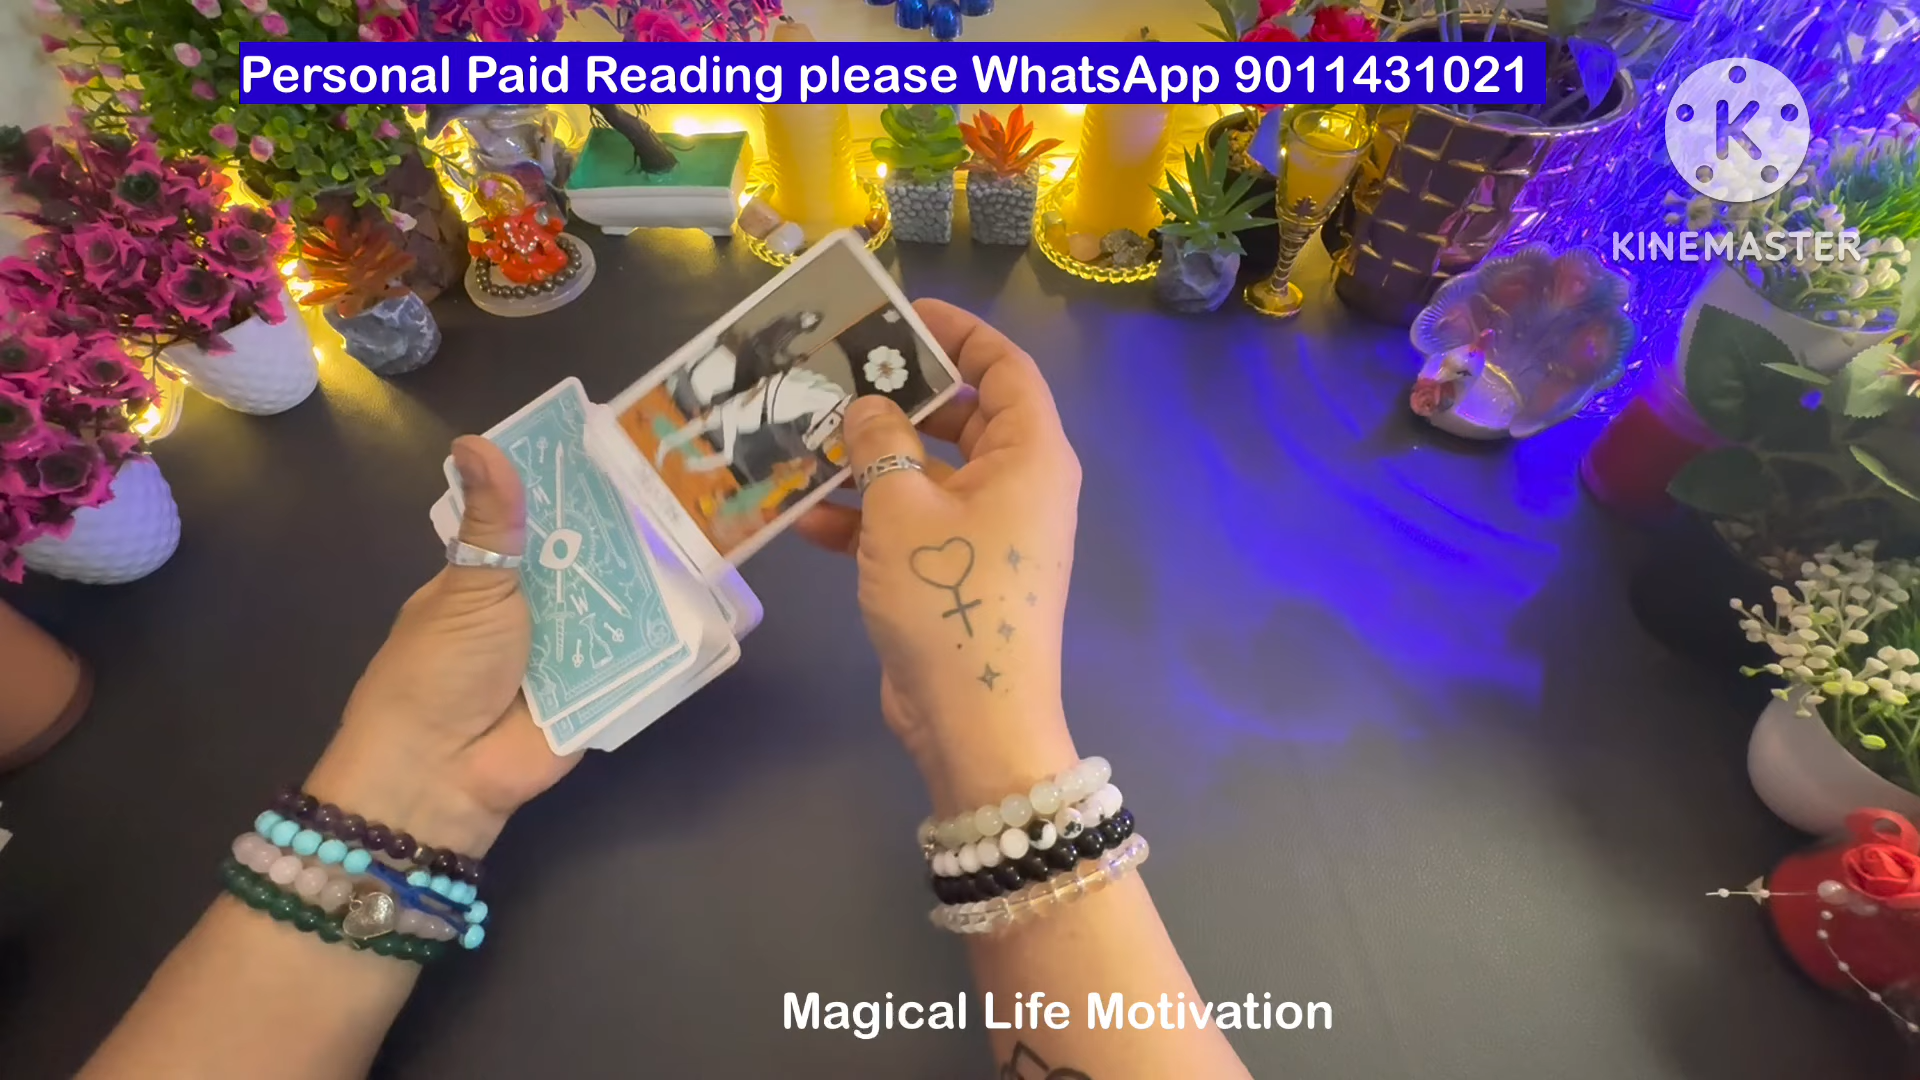 Personal Paid Reading please WhatsApp 9011431021
K
KINEMASTER
M
W
Magical Life Motivation